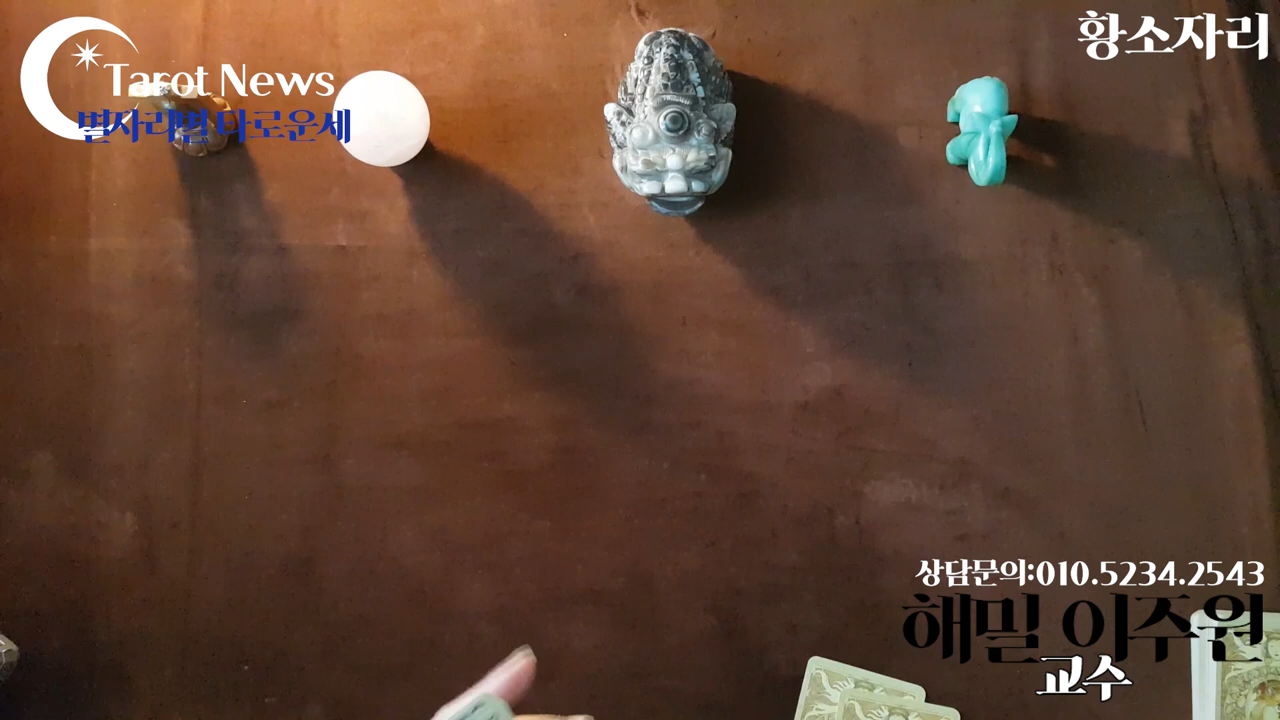 황소자리
Tarot News
별자리별 타로운세
상담문의:010.5234.2543
해밀 이주원
교수